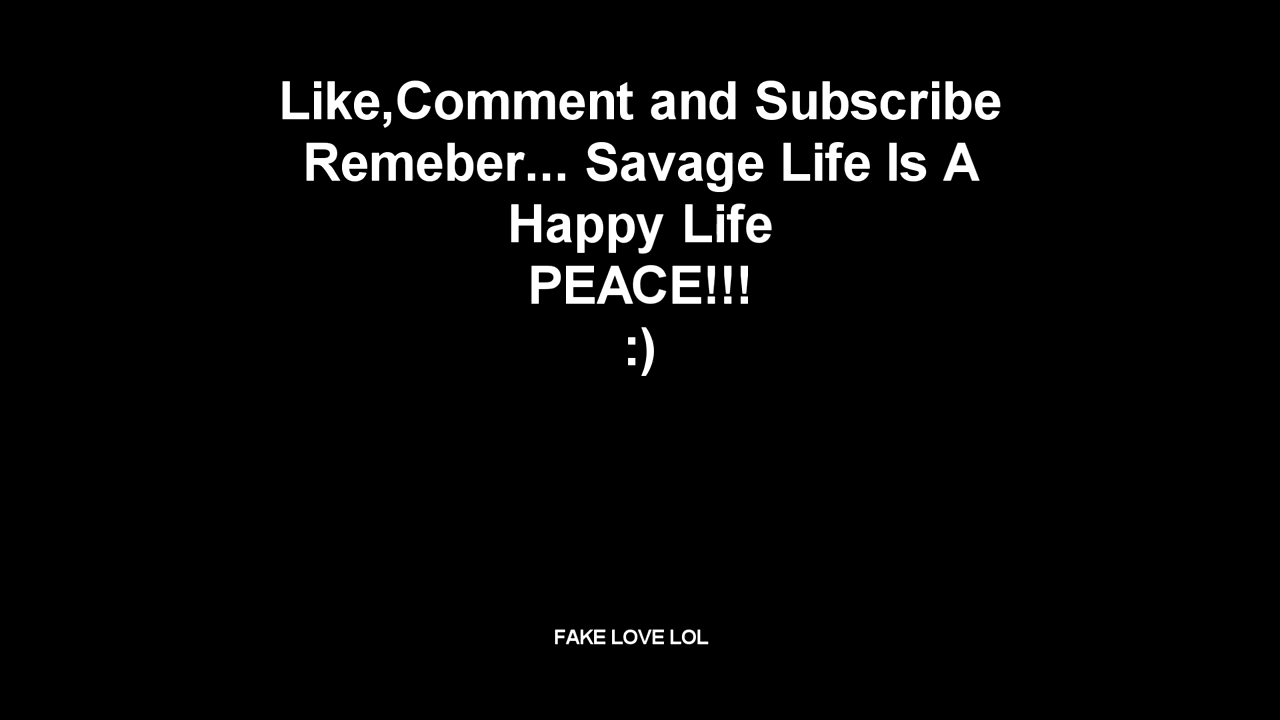 Like,Comment and Subscribe
Remeber... Savage Life Is A
Happy Life
PEACE!!!
:)
FAKE LOVE LOL